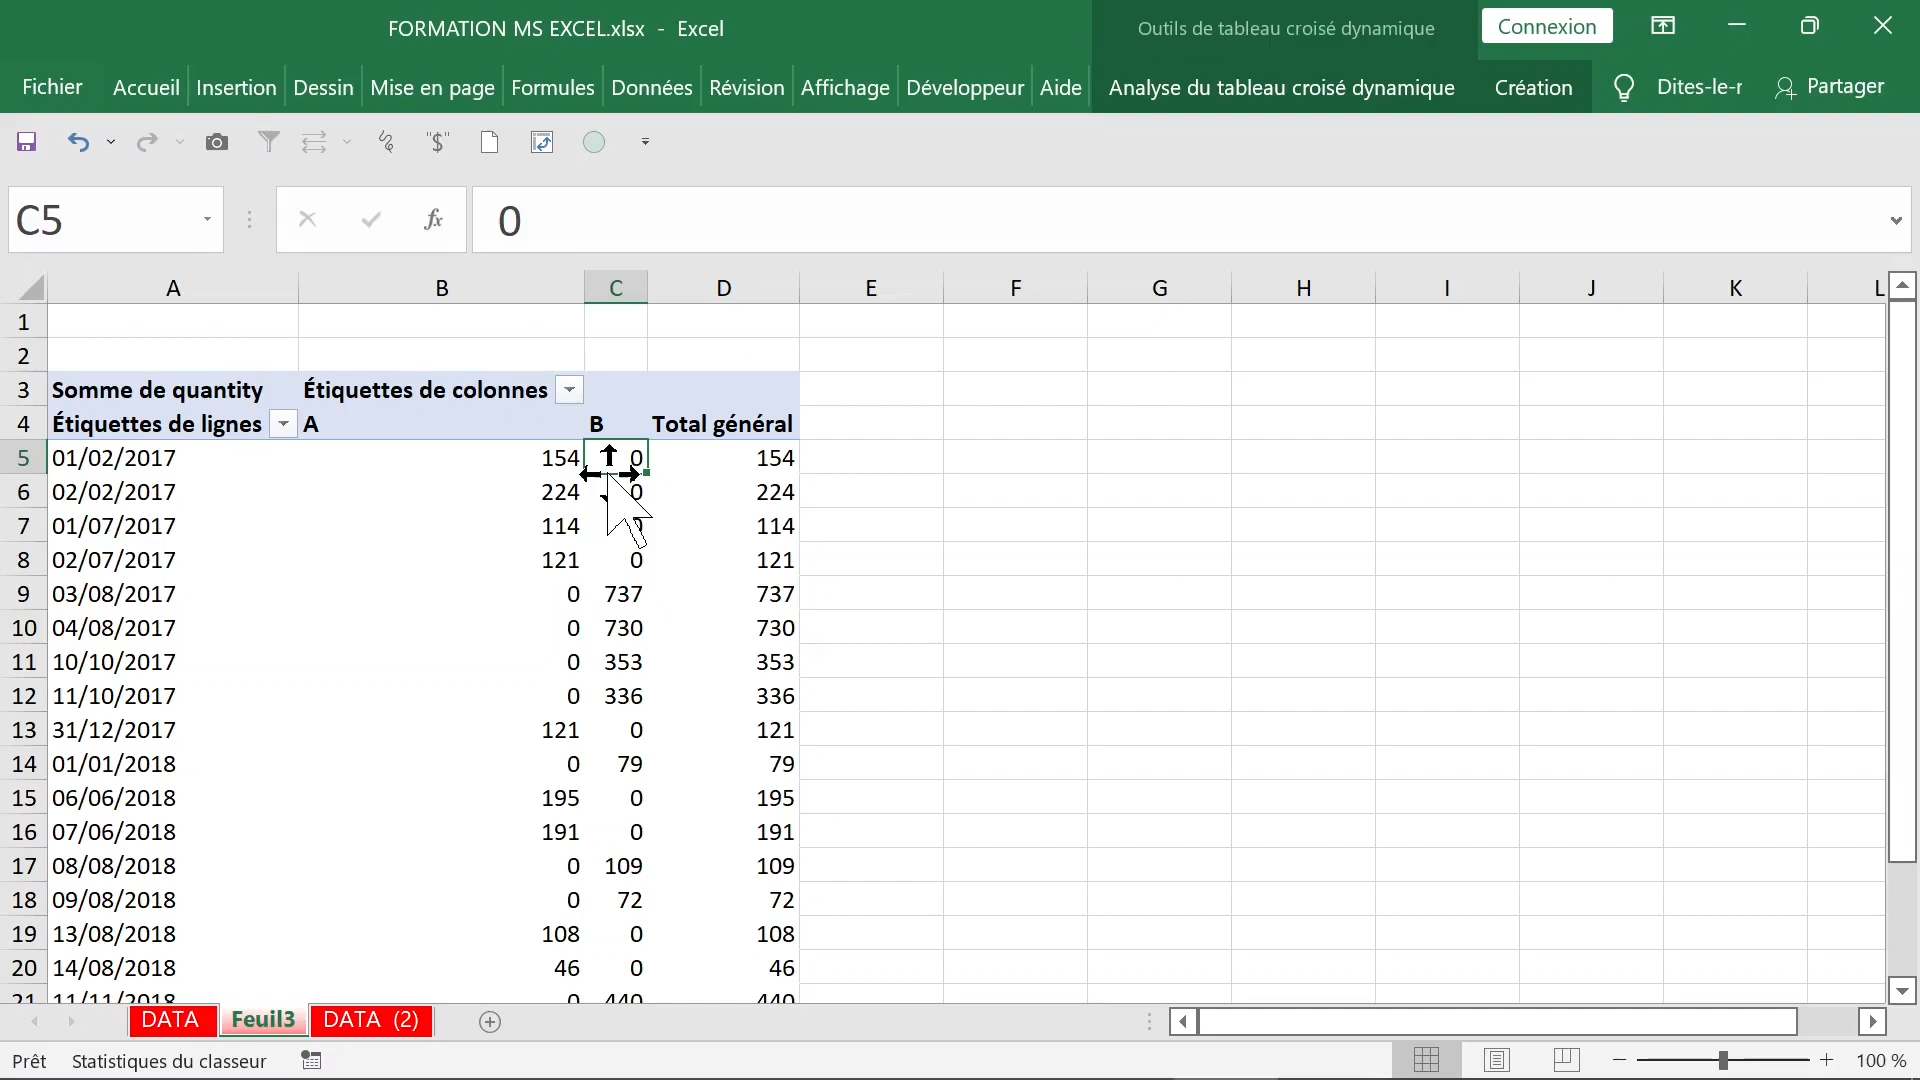 FORMATION MS EXCEL.xlsx - Excel
Outils de tableau croisé dynamique
Connexion
Fichier Accueil Insertion Dessin Mise en page Formules Données Révision Affichage Développeur Aide Analyse du tableau croisé dynamique Création Dites-le-r Partager
"$"
C5 fx 0
A B C D E F G H I J K L
1
2
3 Somme de quantity Étiquettes de colonnes
4 Étiquettes de lignes A B Total général
5 01/02/2017 154 0 154
6 02/02/2017 224 0 224
7 01/07/2017 114 114
8 02/07/2017 121 0 121
9 03/08/2017 0 737 737
10 04/08/2017 0 730 730
11 10/10/2017 0 353 353
12 11/10/2017 0 336 336
13 31/12/2017 121 0 121
14 01/01/2018 0 79 79
15 06/06/2018 195 0 195
16 07/06/2018 191 0 191
17 08/08/2018 0 109 109
18 09/08/2018 0 72 72
19 13/08/2018 108 0 108
20 14/08/2018 46 0 46
21 11/11/2018 0 440 440
DATA Feuil3 DATA (2)
Prêt Statistiques du classeur 100 %